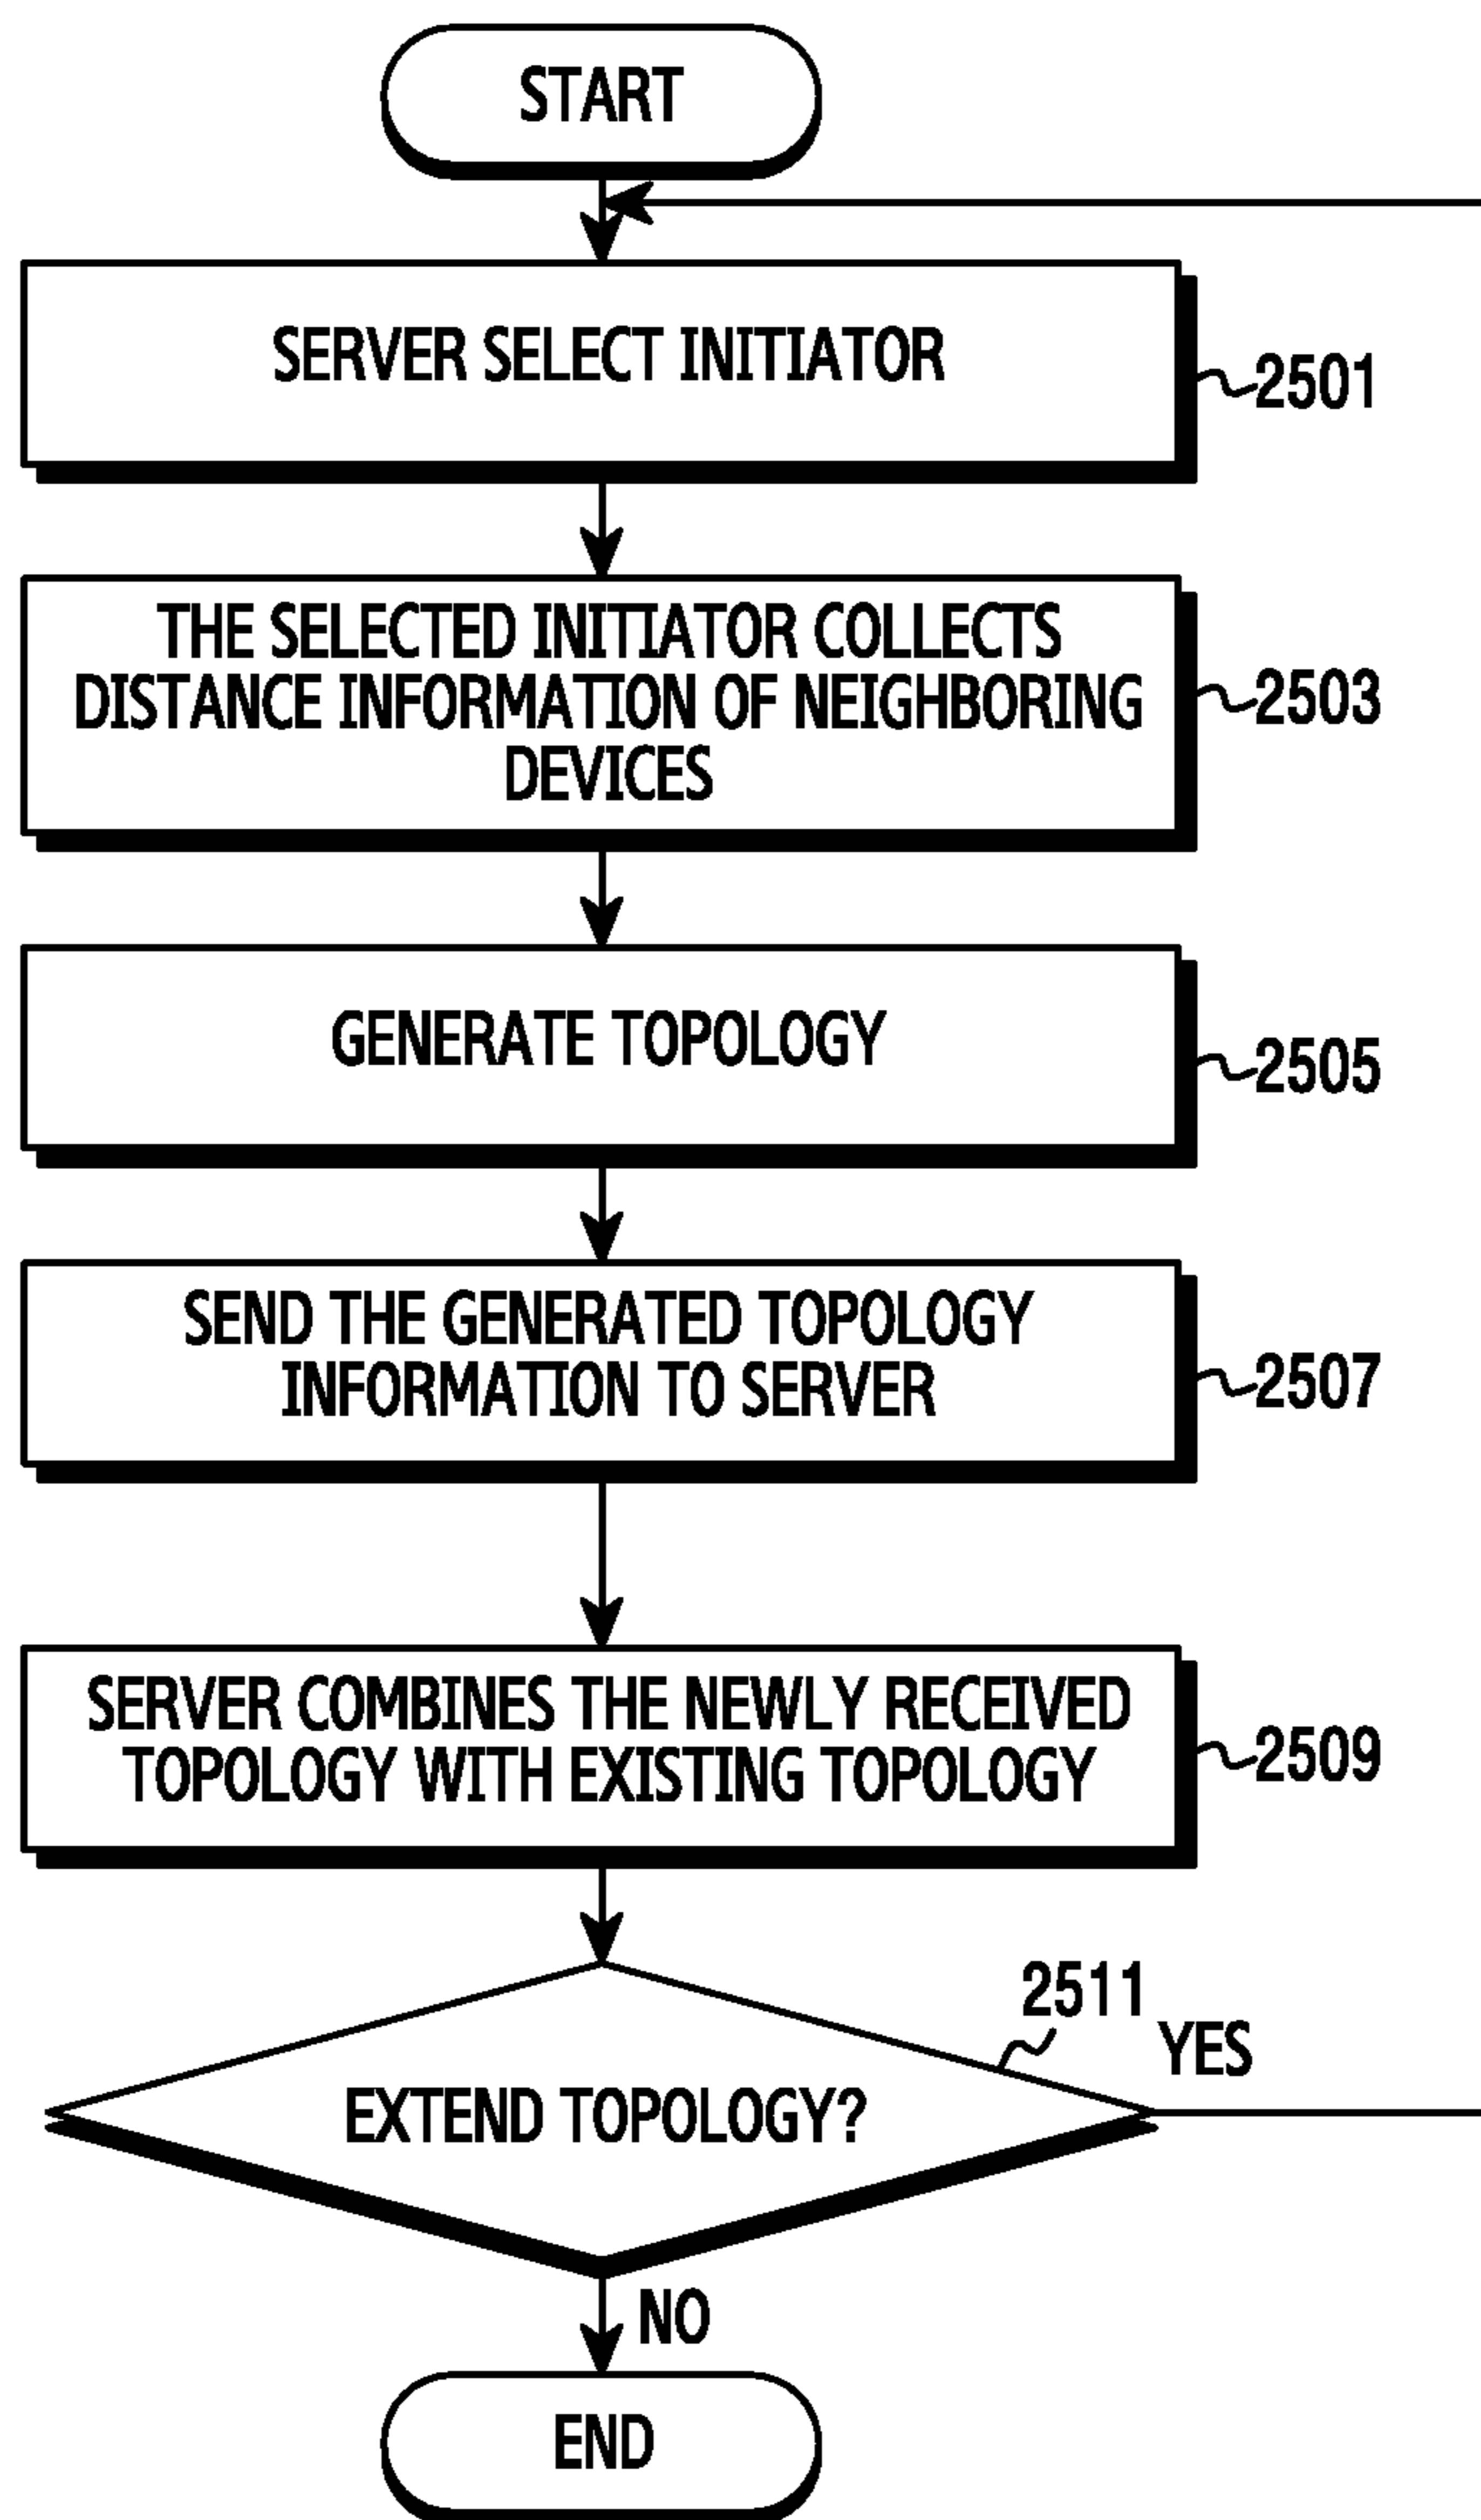 START
SERVER SELECT INITIATOR
2501
THE SELECTED INITIATOR COLLECTS
DISTANCE INFORMATION OF NEIGHBORING
DEVICES
2503
GENERATE TOPOLOGY
2505
SEND THE GENERATED TOPOLOGY
INFORMATION TO SERVER
2507
SERVER COMBINES THE NEWLY RECEIVED
TOPOLOGY WITH EXISTING TOPOLOGY
2509
2511
YES
EXTEND TOPOLOGY?
NO
END